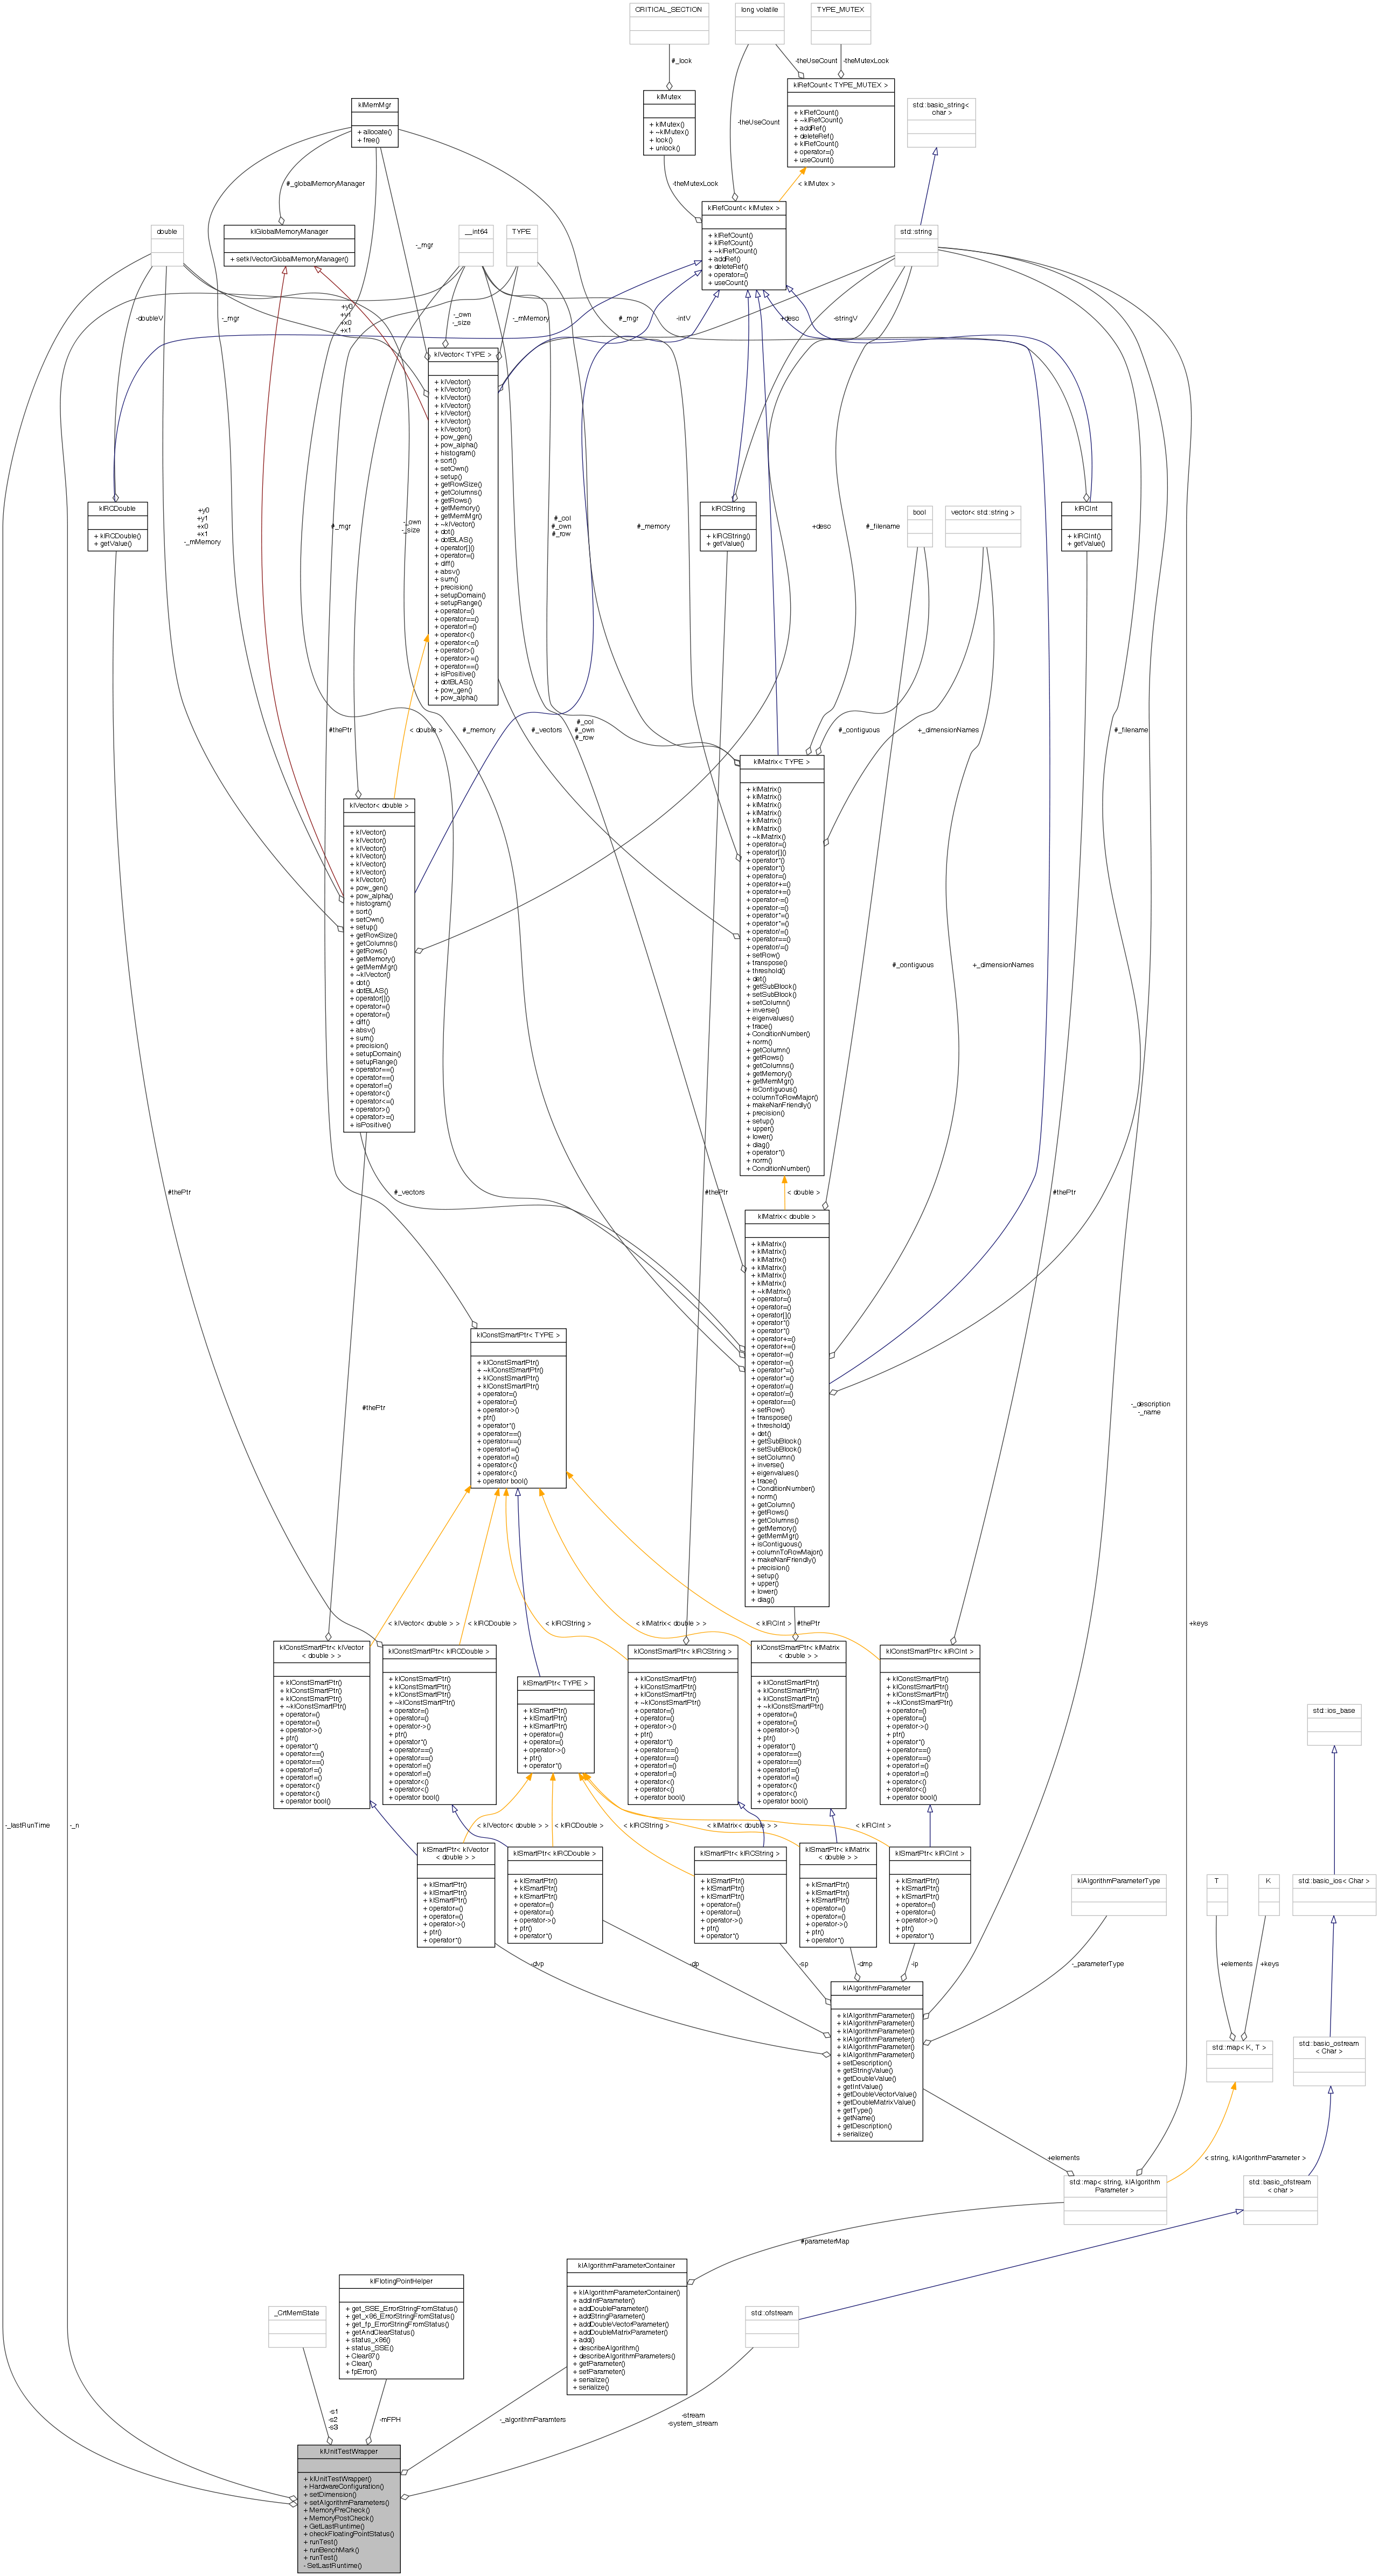 CRITICAL_SECTION
long volatile
TYPE_MUTEX
#_lock
-theUseCount
-theMutexLock
klMutex
+ klMutex()
+ ~klMutex()
+ lock()
+ unlock()
klRefCount< TYPE_MUTEX >
+ klRefCount()
+ ~klRefCount()
+ addRef()
+ deleteRef()
+ klRefCount()
+ operator=()
+ useCount()
std::basic_string<
char >
klMemMgr
+ allocate()
+ free()
-theUseCount
-theMutexLock
< klMutex >
#_globalMemoryManager
klRefCount< klMutex >
+ klRefCount()
+ klRefCount()
+ ~klRefCount()
+ addRef()
+ deleteRef()
+ operator=()
+ useCount()
double
klGlobalMemoryManager
+ setklVectorGlobalMemoryManager()
__int64
TYPE
std::string
-_mgr
-doubleV
-_mgr
+y0
+y1
+x0
+x1
-_own
-_size
-_mMemory
#_mgr
-intV
+desc
-stringV
klVector< TYPE >
+ klVector()
+ klVector()
+ klVector()
+ klVector()
+ klVector()
+ klVector()
+ klVector()
+ pow_gen()
+ pow_alpha()
+ histogram()
+ sort()
+ setOwn()
+ setup()
+ getRowSize()
+ getColumns()
+ getRows()
+ getMemory()
+ getMemMgr()
+ ~klVector()
+ dot()
+ dotBLAS()
+ operator[]()
+ operator=()
+ diff()
+ absv()
+ sum()
+ precision()
+ setupDomain()
+ setupRange()
+ operator=()
+ operator==()
+ operator!=()
+ operator<()
+ operator<=()
+ operator>()
+ operator>=()
+ operator==()
+ isPositive()
+ dotBLAS()
+ pow_gen()
+ pow_alpha()
klRCDouble
+ klRCDouble()
+ getValue()
+y0
+y1
+x0
+x1
-_mMemory
#_mgr
-_own
-_size
#_col
#_own
#_row
#_memory
klRCString
+ klRCString()
+ getValue()
+desc
#_filename
bool
vector< std::string >
klRCInt
+ klRCInt()
+ getValue()
#thePtr
< double >
#_memory
#_vectors
#_col
#_own
#_row
#_contiguous
+_dimensionNames
#_filename
klMatrix< TYPE >
+ klMatrix()
+ klMatrix()
+ klMatrix()
+ klMatrix()
+ klMatrix()
+ klMatrix()
+ ~klMatrix()
+ operator=()
+ operator[]()
+ operator*()
+ operator*()
+ operator=()
+ operator+=()
+ operator+=()
+ operator-=()
+ operator-=()
+ operator*=()
+ operator*=()
+ operator/=()
+ operator==()
+ operator/=()
+ setRow()
+ transpose()
+ threshold()
+ det()
+ getSubBlock()
+ setSubBlock()
+ setColumn()
+ inverse()
+ eigenvalues()
+ trace()
+ ConditionNumber()
+ norm()
+ getColumn()
+ getRows()
+ getColumns()
+ getMemory()
+ getMemMgr()
+ isContiguous()
+ columnToRowMajor()
+ makeNanFriendly()
+ precision()
+ setup()
+ upper()
+ lower()
+ diag()
+ operator*()
+ norm()
+ ConditionNumber()
klVector< double >
+ klVector()
+ klVector()
+ klVector()
+ klVector()
+ klVector()
+ klVector()
+ klVector()
+ pow_gen()
+ pow_alpha()
+ histogram()
+ sort()
+ setOwn()
+ setup()
+ getRowSize()
+ getColumns()
+ getRows()
+ getMemory()
+ getMemMgr()
+ ~klVector()
+ dot()
+ dotBLAS()
+ operator[]()
+ operator=()
+ operator=()
+ diff()
+ absv()
+ sum()
+ precision()
+ setupDomain()
+ setupRange()
+ operator==()
+ operator==()
+ operator!=()
+ operator<()
+ operator<=()
+ operator>()
+ operator>=()
+ isPositive()
#_contiguous
+_dimensionNames
#thePtr
#_vectors
#thePtr
< double >
#thePtr
klMatrix< double >
+ klMatrix()
+ klMatrix()
+ klMatrix()
+ klMatrix()
+ klMatrix()
+ klMatrix()
+ ~klMatrix()
+ operator=()
+ operator=()
+ operator[]()
+ operator*()
+ operator*()
+ operator+=()
+ operator+=()
+ operator-=()
+ operator-=()
+ operator*=()
+ operator*=()
+ operator/=()
+ operator/=()
+ operator==()
+ setRow()
+ transpose()
+ threshold()
+ det()
+ getSubBlock()
+ setSubBlock()
+ setColumn()
+ inverse()
+ eigenvalues()
+ trace()
+ ConditionNumber()
+ norm()
+ getColumn()
+ getRows()
+ getColumns()
+ getMemory()
+ getMemMgr()
+ isContiguous()
+ columnToRowMajor()
+ makeNanFriendly()
+ precision()
+ setup()
+ upper()
+ lower()
+ diag()
klConstSmartPtr< TYPE >
+ klConstSmartPtr()
+ ~klConstSmartPtr()
+ klConstSmartPtr()
+ klConstSmartPtr()
+ operator=()
+ operator=()
+ operator->()
+ ptr()
+ operator*()
+ operator==()
+ operator==()
+ operator!=()
+ operator!=()
+ operator<()
+ operator<()
+ operator bool()
#thePtr
-_description
-_name
< klVector< double > >
< klRCDouble >
< klRCString >
< klMatrix< double > >
< klRCInt >
#thePtr
+keys
klConstSmartPtr< klVector
< double > >
+ klConstSmartPtr()
+ klConstSmartPtr()
+ klConstSmartPtr()
+ ~klConstSmartPtr()
+ operator=()
+ operator=()
+ operator->()
+ ptr()
+ operator*()
+ operator==()
+ operator==()
+ operator!=()
+ operator!=()
+ operator<()
+ operator<()
+ operator bool()
klConstSmartPtr< klRCDouble >
+ klConstSmartPtr()
+ klConstSmartPtr()
+ klConstSmartPtr()
+ ~klConstSmartPtr()
+ operator=()
+ operator=()
+ operator->()
+ ptr()
+ operator*()
+ operator==()
+ operator==()
+ operator!=()
+ operator!=()
+ operator<()
+ operator<()
+ operator bool()
klSmartPtr< TYPE >
+ klSmartPtr()
+ klSmartPtr()
+ klSmartPtr()
+ operator=()
+ operator=()
+ operator->()
+ ptr()
+ operator*()
klConstSmartPtr< klRCString >
+ klConstSmartPtr()
+ klConstSmartPtr()
+ klConstSmartPtr()
+ ~klConstSmartPtr()
+ operator=()
+ operator=()
+ operator->()
+ ptr()
+ operator*()
+ operator==()
+ operator==()
+ operator!=()
+ operator!=()
+ operator<()
+ operator<()
+ operator bool()
klConstSmartPtr< klMatrix
< double > >
+ klConstSmartPtr()
+ klConstSmartPtr()
+ klConstSmartPtr()
+ ~klConstSmartPtr()
+ operator=()
+ operator=()
+ operator->()
+ ptr()
+ operator*()
+ operator==()
+ operator==()
+ operator!=()
+ operator!=()
+ operator<()
+ operator<()
+ operator bool()
klConstSmartPtr< klRCInt >
+ klConstSmartPtr()
+ klConstSmartPtr()
+ klConstSmartPtr()
+ ~klConstSmartPtr()
+ operator=()
+ operator=()
+ operator->()
+ ptr()
+ operator*()
+ operator==()
+ operator==()
+ operator!=()
+ operator!=()
+ operator<()
+ operator<()
+ operator bool()
std::ios_base
-_lastRunTime
-_n
< klVector< double > >
< klRCDouble >
< klRCString >
< klMatrix< double > >
< klRCInt >
klSmartPtr< klVector
< double > >
+ klSmartPtr()
+ klSmartPtr()
+ klSmartPtr()
+ operator=()
+ operator=()
+ operator->()
+ ptr()
+ operator*()
klSmartPtr< klRCDouble >
+ klSmartPtr()
+ klSmartPtr()
+ klSmartPtr()
+ operator=()
+ operator=()
+ operator->()
+ ptr()
+ operator*()
klSmartPtr< klRCString >
+ klSmartPtr()
+ klSmartPtr()
+ klSmartPtr()
+ operator=()
+ operator=()
+ operator->()
+ ptr()
+ operator*()
klSmartPtr< klMatrix
< double > >
+ klSmartPtr()
+ klSmartPtr()
+ klSmartPtr()
+ operator=()
+ operator=()
+ operator->()
+ ptr()
+ operator*()
klSmartPtr< klRCInt >
+ klSmartPtr()
+ klSmartPtr()
+ klSmartPtr()
+ operator=()
+ operator=()
+ operator->()
+ ptr()
+ operator*()
klAlgorithmParameterType
T
K
std::basic_ios< Char >
-dvp
-dp
-sp
-dmp
-ip
-_parameterType
+elements
+keys
klAlgorithmParameter
+ klAlgorithmParameter()
+ klAlgorithmParameter()
+ klAlgorithmParameter()
+ klAlgorithmParameter()
+ klAlgorithmParameter()
+ klAlgorithmParameter()
+ setDescription()
+ getStringValue()
+ getDoubleValue()
+ getIntValue()
+ getDoubleVectorValue()
+ getDoubleMatrixValue()
+ getType()
+ getName()
+ getDescription()
+ serialize()
std::map< K, T >
std::basic_ostream
< Char >
+elements
< string, klAlgorithmParameter >
std::map< string, klAlgorithm
Parameter >
std::basic_ofstream
< char >
#parameterMap
_CrtMemState
klFlotingPointHelper
+ get_SSE_ErrorStringFromStatus()
+ get_x86_ErrorStringFromStatus()
+ get_fp_ErrorStringFromStatus()
+ getAndClearStatus()
+ status_x86()
+ status_SSE()
+ Clear87()
+ Clear()
+ fpError()
klAlgorithmParameterContainer
+ klAlgorithmParameterContainer()
+ addIntParameter()
+ addDoubleParameter()
+ addStringParameter()
+ addDoubleVectorParameter()
+ addDoubleMatrixParameter()
+ add()
+ describeAlgorithm()
+ describeAlgorithmParameters()
+ getParameter()
+ setParameter()
+ serialize()
+ serialize()
std::ofstream
-s1
-s2
-s3
-mFPH
-_algorithmParamters
-stream
-system_stream
klUnitTestWrapper
+ klUnitTestWrapper()
+ HardwareConfiguration()
+ setDimension()
+ setAlgorithmParameters()
+ MemoryPreCheck()
+ MemoryPostCheck()
+ GetLastRuntime()
+ checkFloatingPointStatus()
+ runTest()
+ runBenchMark()
+ runTest()
- SetLastRuntime()